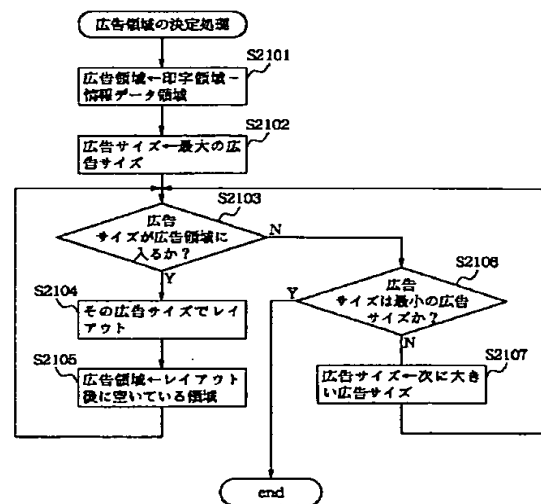 広告領域の決定処理
S2101
広告領域←印字領域−
情報データ領域
S2102
広告サイズ←最大の広
告サイズ
S2103
広告
サイズが広告領域に
入るか?
N
Y
S2104
その広告サイズでレイ
アウト
S2105
広告領域←レイアウト
後に空いている領域
S2106
広告
サイズは最小の広告
サイズか?
Y
N
S2107
広告サイズ←次に大き
い広告サイズ
end